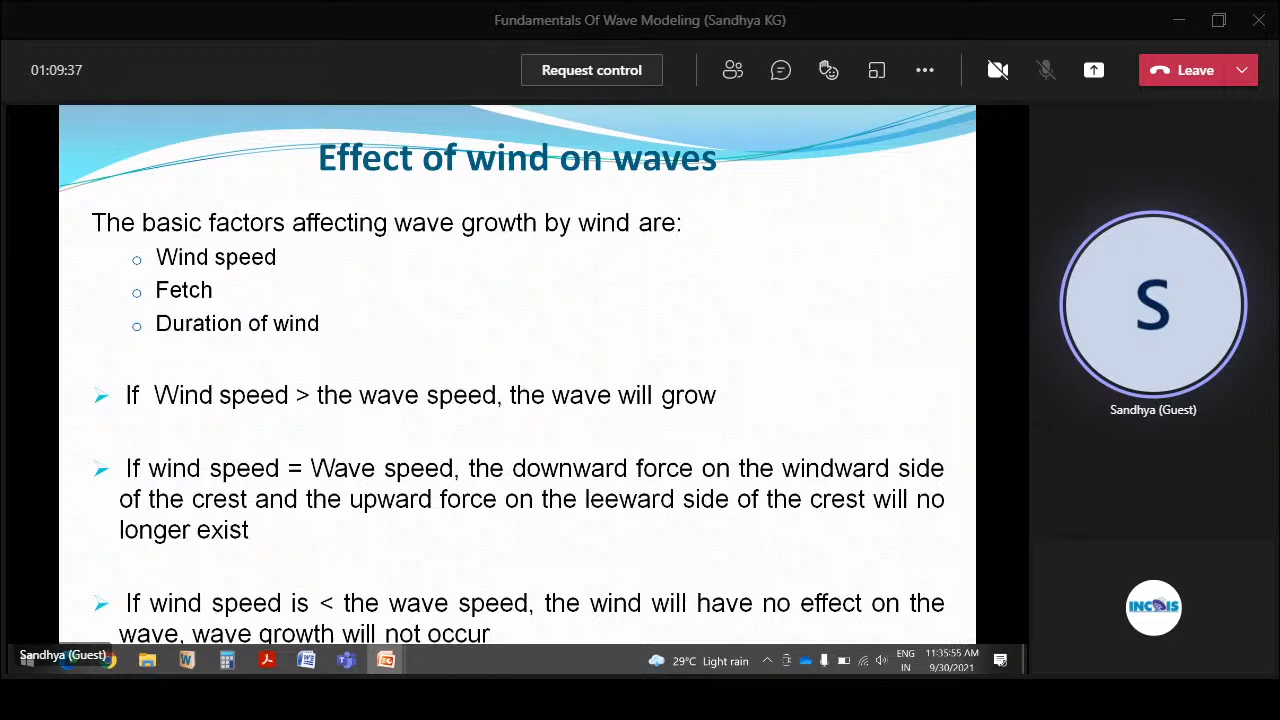 Fundamentals Of Wave Modeling (Sandhya KG)
01:09:37
Request control
Leave
Effect of wind on waves
The basic factors affecting wave growth by wind are:
Wind speed
Fetch
Duration of wind
If Wind speed > the wave speed, the wave will grow
If wind speed = Wave speed, the downward force on the windward side
of the crest and the upward force on the leeward side of the crest will no
longer exist
If wind speed is < the wave speed, the wind will have no effect on the
wave, wave growth will not occur
S
Sandhya (Guest)
INCOIS
Sandhya (Guest)
29°C Light rain
ENG
IN
11:35:55 AM
9/30/2021